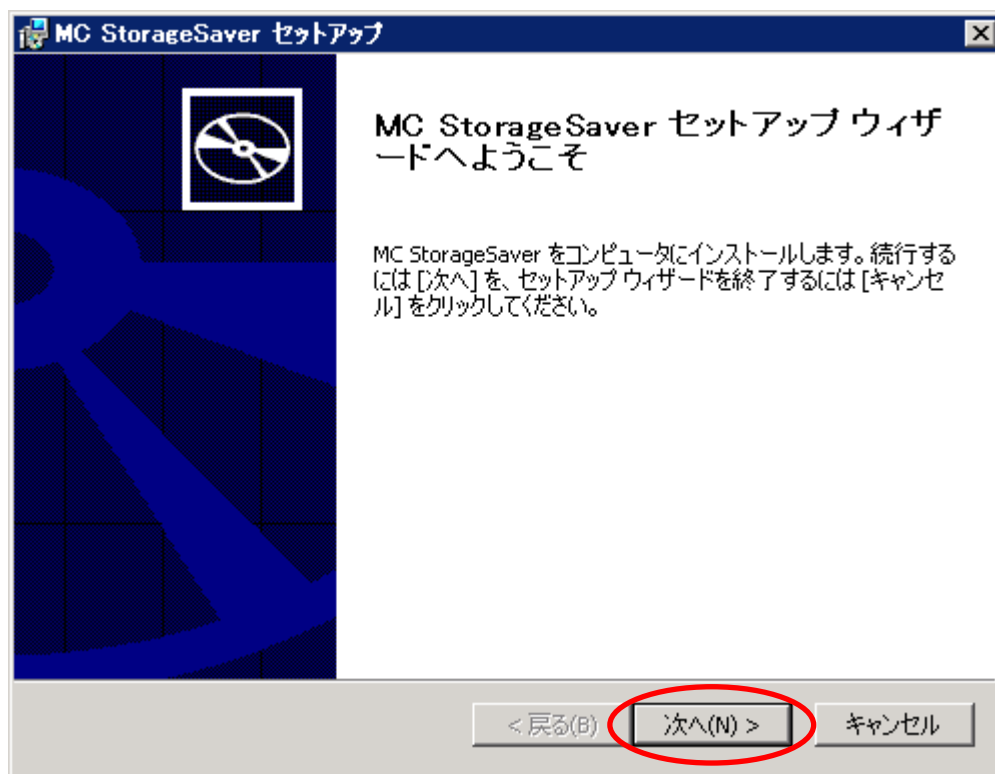 MC StorageSaver セットアップ
MC StorageSaver セットアップ ウィザ
ードへようこそ
MC StorageSaver をコンピュータにインストールします。続行する
には [次へ] を、セットアップ ウィザードを終了するには [キャンセ
ル] をクリックしてください。
< 戻る(B) 次へ(N) > キャンセル